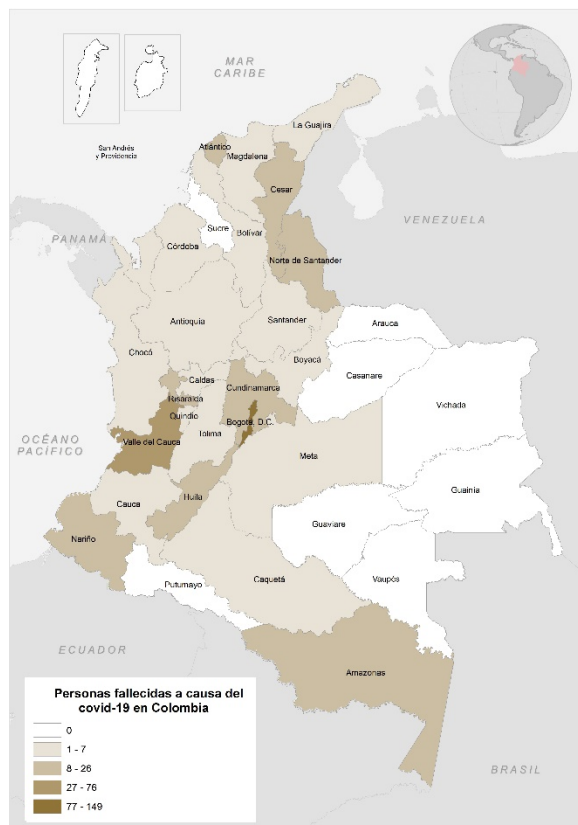 MAR
CARIBE
La Guajira
San Andrés
y Providencia
Atlántico
Magdalena
Cesar
VENEZUELA
Sucre
PANAMÁ
Córdoba
Bolívar
Norte de Santander
Antioquia
Santander
Arauca
Chocó
Boyacá
Casanare
Caldas
Cundinamarca
Risaralda
Vichada
Quindío
Bogotá, D.C.
OCÉANO
PACÍFICO
Valle del Cauca
Tolima
Meta
Guainía
Huila
Cauca
Guaviare
Nariño
Putumayo
Caquetá
Vaupés
ECUADOR
Amazonas
Personas fallecidas a causa del
covid-19 en Colombia
0
1 - 7
8 - 26
27 - 76
77 - 149
BRASIL